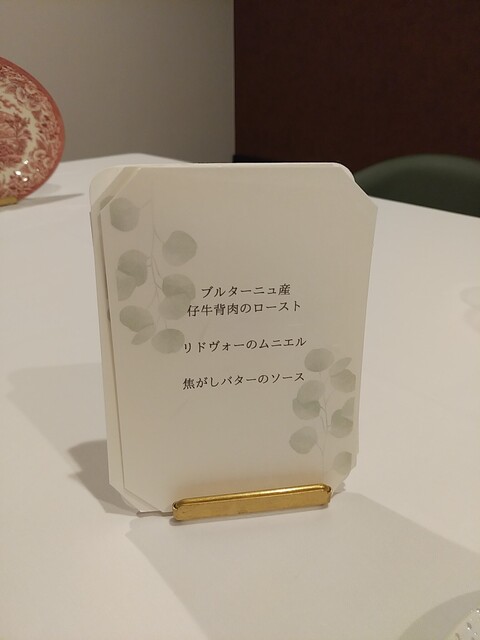 ブルターニュ産
仔牛背肉のロースト
リドヴォーのムニエル
焦がしバターのソース